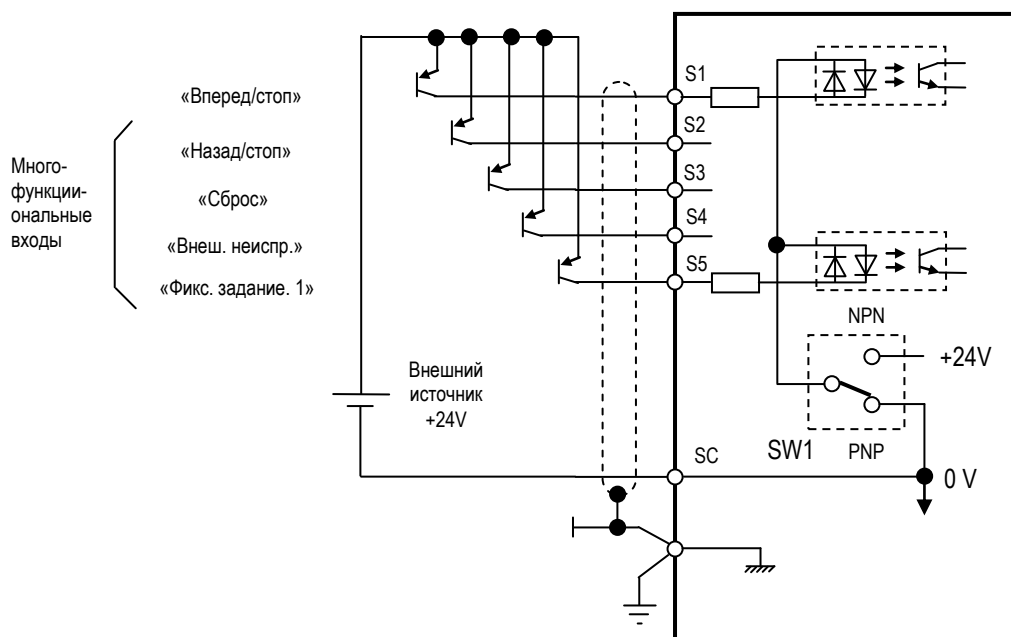 Много-
функци-
ональные
входы
«Вперед/стоп»
«Назад/стоп»
«Сброс»
«Внеш. неиспр.»
«Фикс. задание. 1»
Внешний
источник
+24V
S1
S2
S3
S4
S5
SC
NPN
+24V
SW1
PNP
0 V